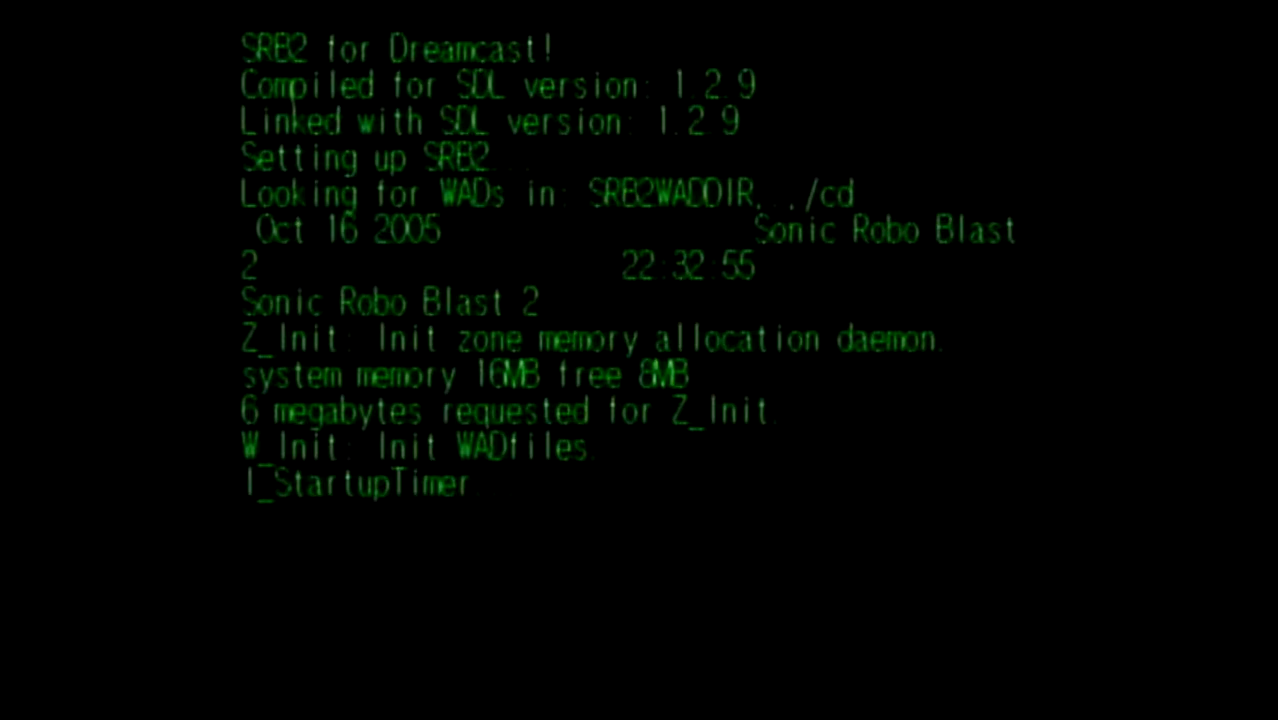 SRB2 for Dreamcast!
Compiled for SDL version: 1.2.9
Linked with SDL version: 1.2.9
Setting up SRB2...
Looking for WADs in: SRB2WADDIR,.,/cd
Oct 16 2005 Sonic Robo Blast
2 22:32:55
Sonic Robo Blast 2
Z_Init: Init zone memory allocation daemon.
system memory 16MB free 8MB
6 megabytes requested for Z_Init.
W_Init: Init WADfiles.
I_StartupTimer